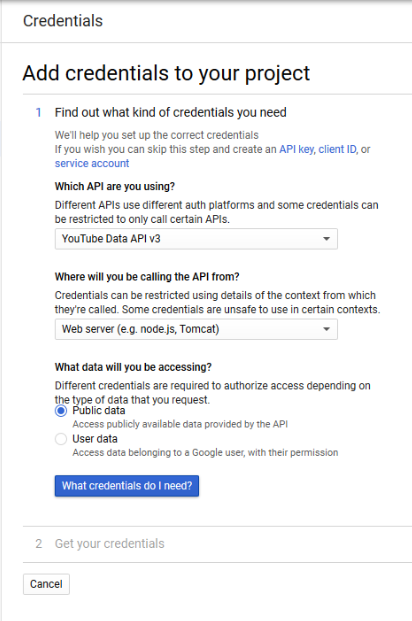 Credentials
Add credentials to your project
1 Find out what kind of credentials you need
We'll help you set up the correct credentials
If you wish you can skip this step and create an API key, client ID, or
service account
Which API are you using?
Different APIs use different auth platforms and some credentials can
be restricted to only call certain APIs.
YouTube Data API v3
Where will you be calling the API from?
Credentials can be restricted using details of the context from which
they're called. Some credentials are unsafe to use in certain contexts.
Web server (e.g. node.js, Tomcat)
What data will you be accessing?
Different credentials are required to authorize access depending on
the type of data that you request.
Public data
Access publicly available data provided by the API
User data
Access data belonging to a Google user, with their permission
What credentials do I need?
2 Get your credentials
Cancel